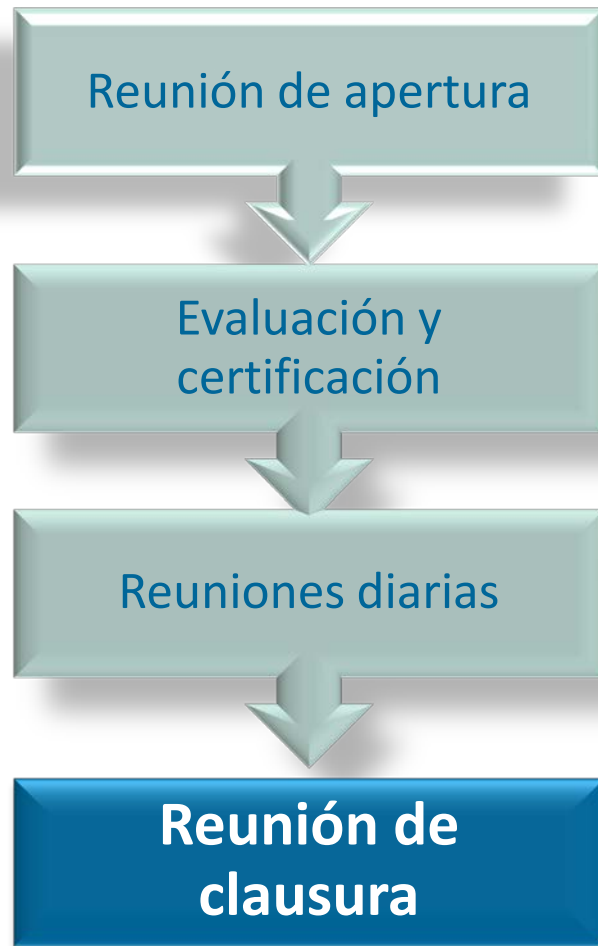 Reunión de apertura
Evaluación y
certificación
Reuniones diarias
Reunión de
clausura